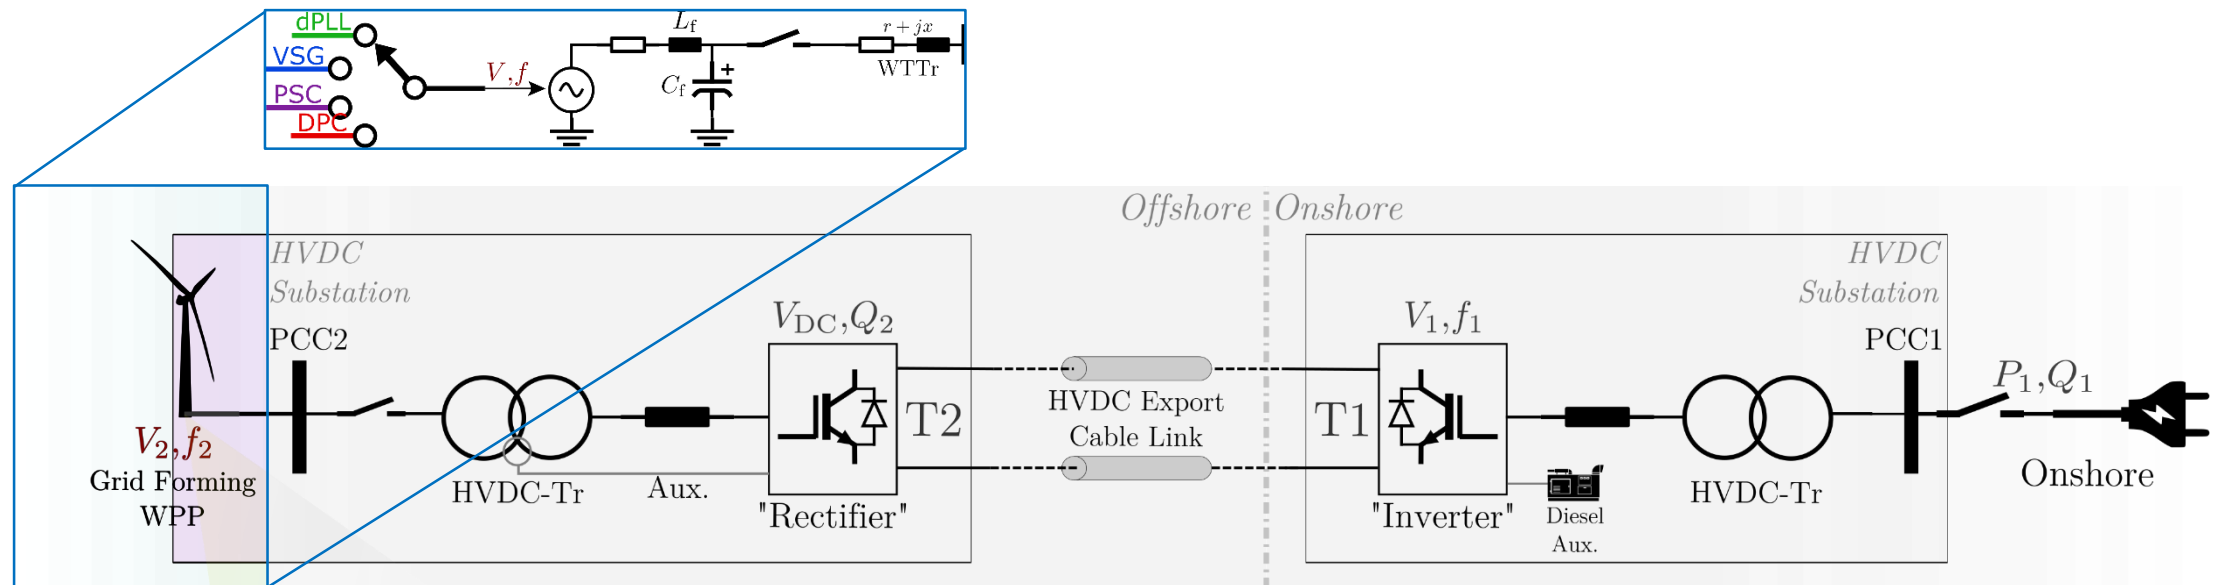 dPLL
VSG
PSC
DPC
V,f
L_f
C_f
+
r + jx
WTTr
Offshore
Onshore
HVDC
Substation
PCC2
V_2,f_2
Grid Forming
WPP
HVDC-Tr
Aux.
V_DC,Q_2
T2
"Rectifier"
HVDC Export
Cable Link
V_1,f_1
T1
"Inverter"
Diesel
Aux.
HVDC-Tr
HVDC
Substation
PCC1
P_1,Q_1
Onshore